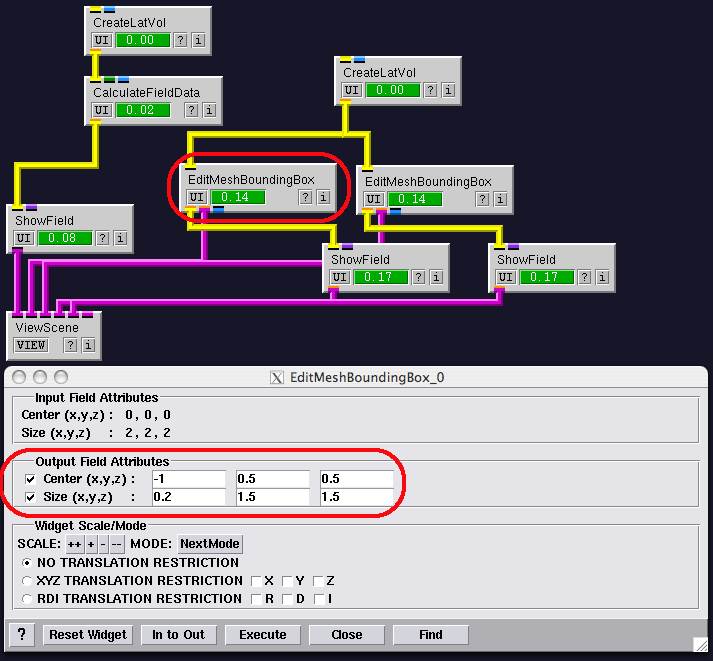 CreateLatVol
UI 0.00 ? i
CreateLatVol
UI 0.00 ? i
CalculateFieldData
UI 0.02 ? i
EditMeshBoundingBox
UI 0.14 ? i
EditMeshBoundingBox
UI 0.14 ? i
ShowField
UI 0.08 ? i
ShowField
UI 0.17 ? i
ShowField
UI 0.17 ? i
ViewScene
VIEW ? i
X EditMeshBoundingBox_0
Input Field Attributes
Center (x,y,z) : 0, 0, 0
Size (x,y,z) : 2, 2, 2
Output Field Attributes
Center (x,y,z) : -1 0.5 0.5
Size (x,y,z) : 0.2 1.5 1.5
Widget Scale/Mode
SCALE: ++ + - -- MODE: NextMode
NO TRANSLATION RESTRICTION
XYZ TRANSLATION RESTRICTION X Y Z
RDI TRANSLATION RESTRICTION R D I
? Reset Widget In to Out Execute Close Find